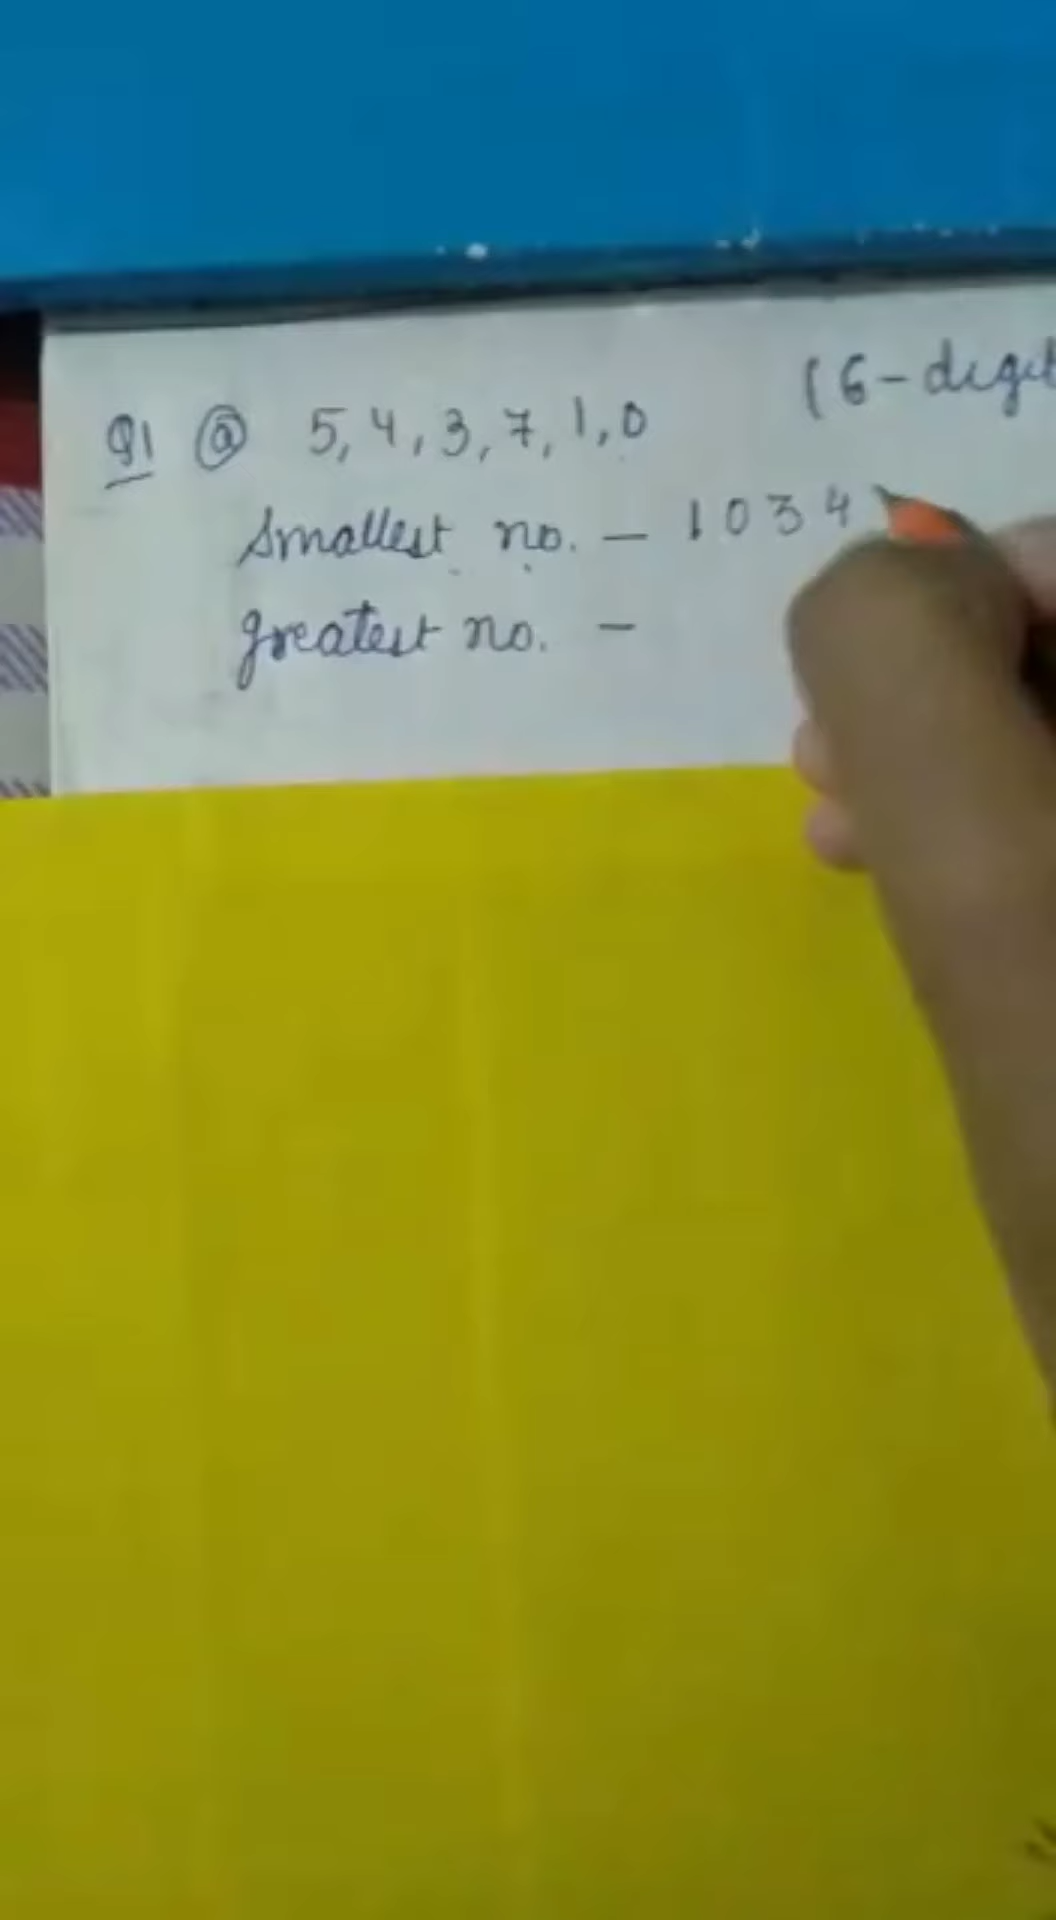 Q1 (a) 5, 4, 3, 7, 1, 0 (6-digit
Smallest no. - 1034
greatest no. -